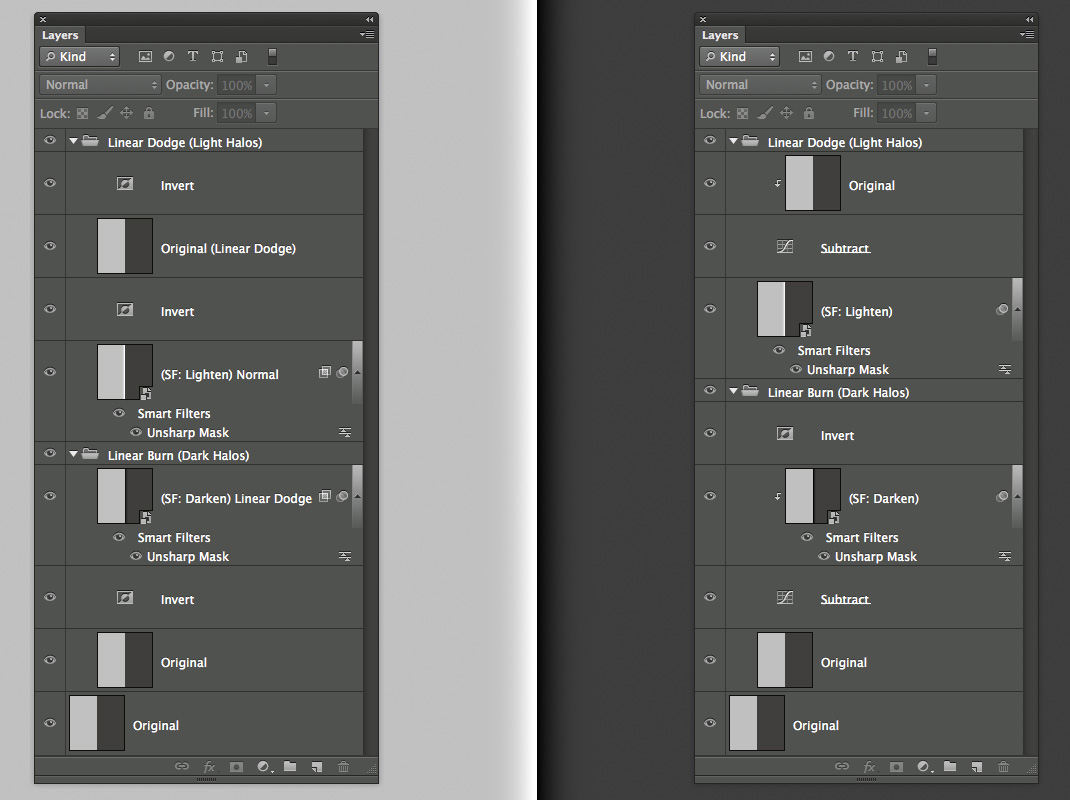 Layers
Kind
Normal Opacity: 100%
Lock: Fill: 100%
Linear Dodge (Light Halos)
Invert
Original (Linear Dodge)
Invert
(SF: Lighten) Normal
Smart Filters
Unsharp Mask
Linear Burn (Dark Halos)
(SF: Darken) Linear Dodge
Smart Filters
Unsharp Mask
Invert
Original
Original
fx
Layers
Kind
Normal Opacity: 100%
Lock: Fill: 100%
Linear Dodge (Light Halos)
Original
Subtract
(SF: Lighten)
Smart Filters
Unsharp Mask
Linear Burn (Dark Halos)
Invert
(SF: Darken)
Smart Filters
Unsharp Mask
Subtract
Original
Original
fx